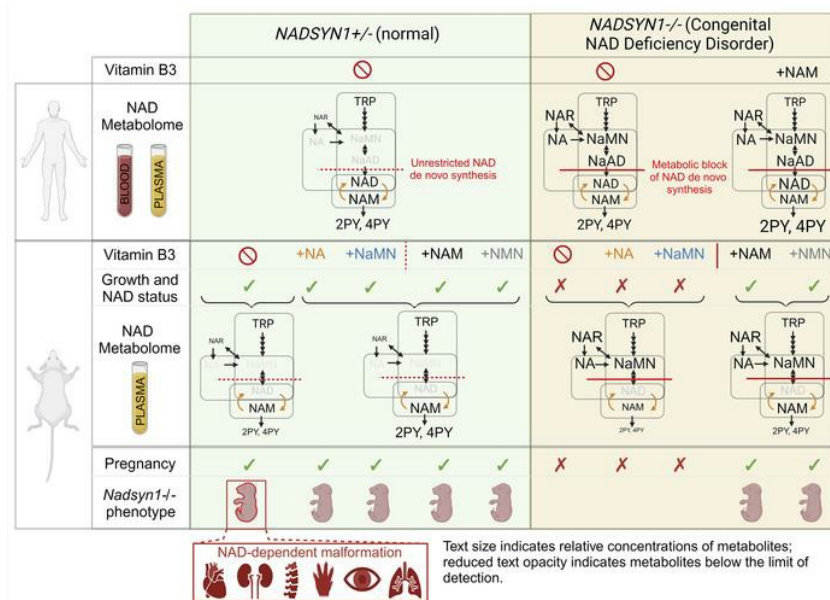 NADSYN1+/- (normal)
NADSYN1-/- (Congenital
NAD Deficiency Disorder)
Vitamin B3
+NAM
NAD
Metabolome
BLOOD
PLASMA
TRP
NAR
NA
NaMN
NaAD
NAD
NAM
2PY, 4PY
Unrestricted NAD
de novo synthesis
TRP
NAR
NA
NaMN
NaAD
NAD
NAM
2PY, 4PY
Metabolic block
of NAD de novo
synthesis
TRP
NAR
NA
NaMN
NaAD
NAD
NAM
2PY, 4PY
Vitamin B3
+NA
+NaMN
+NAM
+NMN
+NA
+NaMN
+NAM
+NMN
Growth and
NAD status
✓ ✓ ✓ ✓ ✓ ✗ ✗ ✗ ✓ ✓
NAD
Metabolome
PLASMA
TRP
NAR
NA
NaMN
NAD
NAM
2PY, 4PY
TRP
NAR
NA
NaMN
NAD
NAM
2PY, 4PY
TRP
NAR
NA
NaMN
NAD
NAM
2PY, 4PY
TRP
NAR
NA
NaMN
NAD
NAM
2PY, 4PY
Pregnancy
✓ ✓ ✓ ✓ ✓ ✗ ✗ ✗ ✓ ✓
Nadsyn1-/-
phenotype
NAD-dependent malformation
Text size indicates relative concentrations of metabolites;
reduced text opacity indicates metabolites below the limit of
detection.